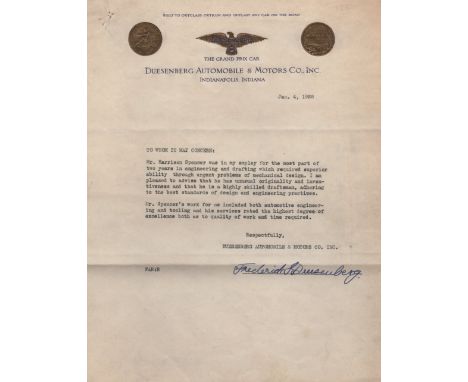 BUILT TO OUTCLASS, OUTRUN AND OUTLAST ANY CAR ON THE ROAD
THE GRAND PRIX CAR
DUESENBERG AUTOMOBILE & MOTORS CO., INC.
INDIANAPOLIS, INDIANA
Jan. 4, 1926
TO WHOM IT MAY CONCERN:
Mr. Harrison Spencer was in my employ for the most part of
two years in engineering and drafting which required superior
ability through urgent problems of mechanical design. I am
pleased to advise that he has unusual originality and inven-
tiveness and that he is a highly skilled draftsman, adhering
to the best standards of design and engineering practices.
Mr. Spencer's work for us included both automotive engineer-
ing and tooling and his services rated the highest degree of
excellence both as to quality of work and time required.
Respectfully,
DUESENBERG AUTOMOBILE & MOTORS CO. INC.
Frederick S. Duesenberg